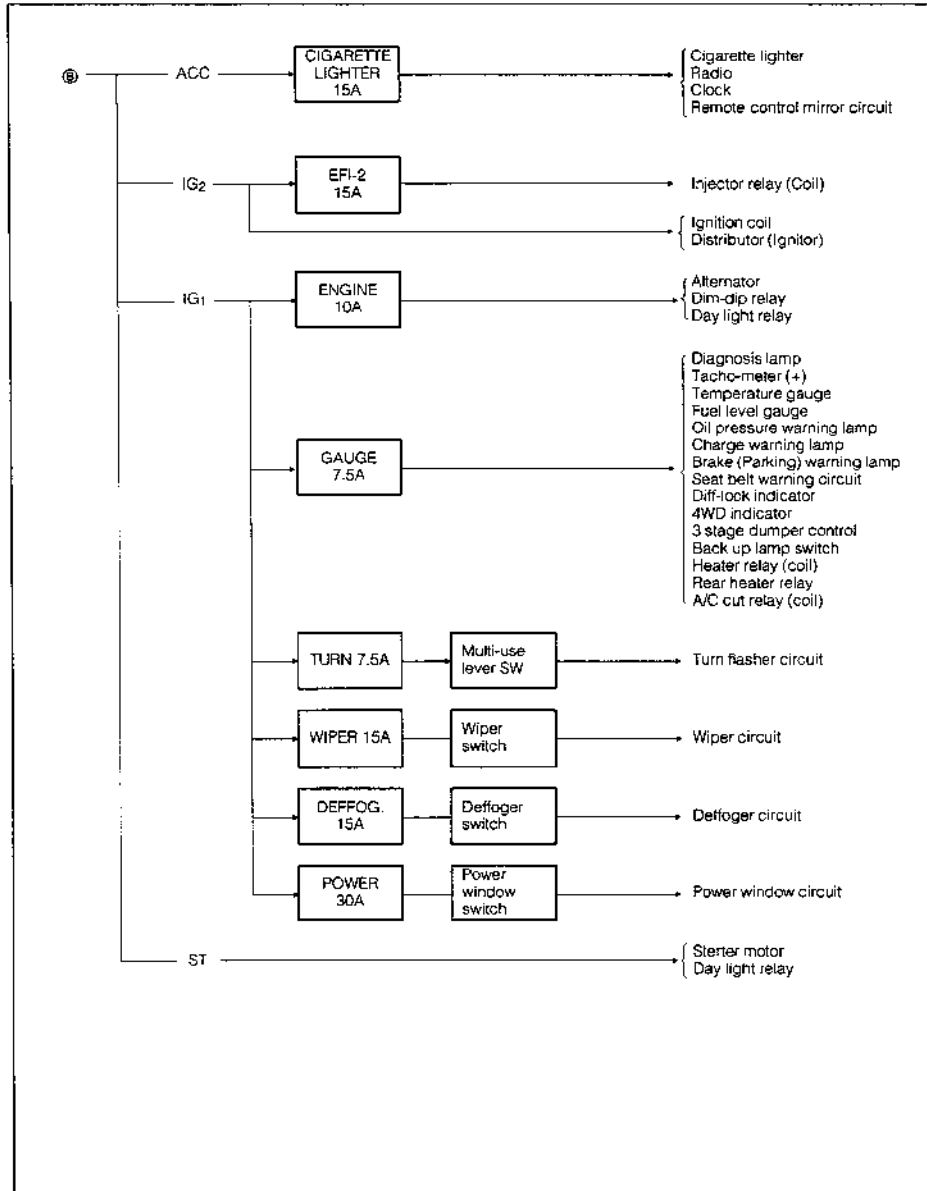 B
ACC
CIGARETTE
LIGHTER
15A
Cigarette lighter
Radio
Clock
Remote control mirror circuit
IG2
EFI-2
15A
Injector relay (Coil)
Ignition coil
Distributor (Ignitor)
IG1
ENGINE
10A
Alternator
Dim-dip relay
Day light relay
GAUGE
7.5A
Diagnosis lamp
Tacho-meter (+)
Temperature gauge
Fuel level gauge
Oil pressure warning lamp
Charge warning lamp
Brake (Parking) warning lamp
Seat belt warning circuit
Diff-lock indicator
4WD indicator
3 stage dumper control
Back up lamp switch
Heater relay (coil)
Rear heater relay
A/C cut relay (coil)
TURN 7.5A
Multi-use
lever SW
Turn flasher circuit
WIPER 15A
Wiper
switch
Wiper circuit
DEFFOG.
15A
Deffoger
switch
Deffoger circuit
POWER
30A
Power
window
switch
Power window circuit
ST
Sterter motor
Day light relay